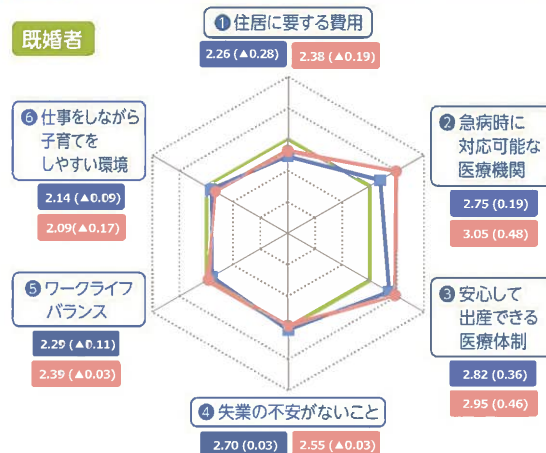 既婚者
❶住居に要する費用
2.26 (▲0.28) 2.38 (▲0.19)
❷急病時に
対応可能な
医療機関
2.75 (0.19)
3.05 (0.48)
❸安心して
出産できる
医療体制
2.82 (0.36)
2.95 (0.46)
❹失業の不安がないこと
2.70 (0.03) 2.55 (▲0.03)
❺ワークライフ
バランス
2.29 (▲0.11)
2.39 (▲0.03)
❻仕事をしながら
子育てを
しやすい環境
2.14 (▲0.09)
2.09(▲0.17)